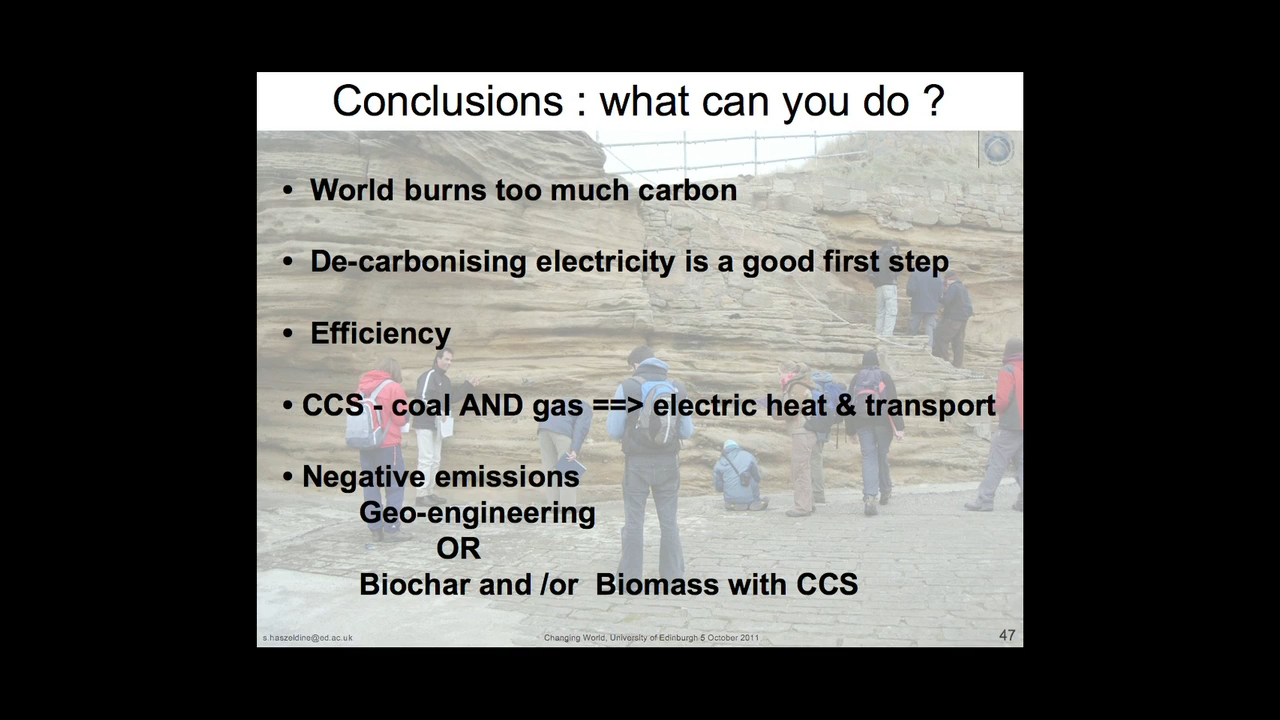 Conclusions : what can you do ?
• World burns too much carbon
• De-carbonising electricity is a good first step
• Efficiency
• CCS - coal AND gas ==> electric heat & transport
• Negative emissions
Geo-engineering
OR
Biochar and /or Biomass with CCS
s.haszeldine@ed.ac.uk
Changing World, University of Edinburgh 5 October 2011
47